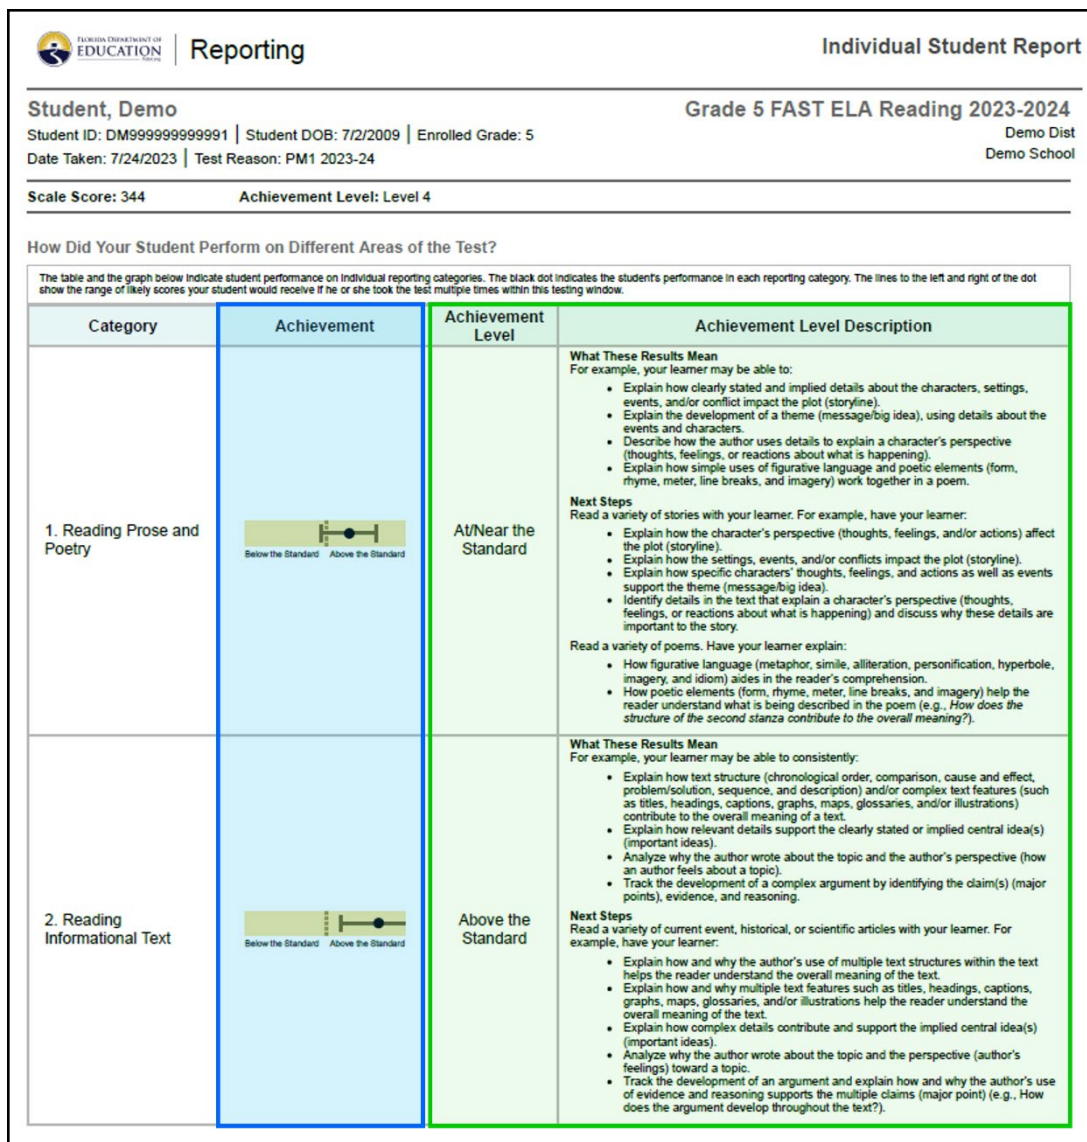 FLORIDA DEPARTMENT OF
EDUCATION
Reporting
Individual Student Report
Student, Demo
Grade 5 FAST ELA Reading 2023-2024
Student ID: DM999999999991 | Student DOB: 7/2/2009 | Enrolled Grade: 5
Demo Dist
Date Taken: 7/24/2023 | Test Reason: PM1 2023-24
Demo School
Scale Score: 344 Achievement Level: Level 4
How Did Your Student Perform on Different Areas of the Test?
The table and the graph below indicate student performance on individual reporting categories. The black dot indicates the student's performance in each reporting category. The lines to the left and right of the dot
show the range of likely scores your student would receive if he or she took the test multiple times within this testing window.
Category
Achievement
Achievement
Level
Achievement Level Description
1. Reading Prose and
Poetry
Below the Standard Above the Standard
At/Near the
Standard
What These Results Mean
For example, your learner may be able to:
• Explain how clearly stated and implied details about the characters, settings,
events, and/or conflict impact the plot (storyline).
• Explain the development of a theme (message/big idea), using details about the
events and characters.
• Describe how the author uses details to explain a character's perspective
(thoughts, feelings, or reactions about what is happening).
• Explain how simple uses of figurative language and poetic elements (form,
rhyme, meter, line breaks, and imagery) work together in a poem.
Next Steps
Read a variety of stories with your learner. For example, have your learner:
• Explain how the character's perspective (thoughts, feelings, and/or actions) affect
the plot (storyline).
• Explain how the settings, events, and/or conflicts impact the plot (storyline).
• Explain how specific characters' thoughts, feelings, and actions as well as events
support the theme (message/big idea).
• Identify details in the text that explain a character's perspective (thoughts,
feelings, or reactions about what is happening) and discuss why these details are
important to the story.
Read a variety of poems. Have your learner explain:
• How figurative language (metaphor, simile, alliteration, personification, hyperbole,
imagery, and idiom) aides in the reader's comprehension.
• How poetic elements (form, rhyme, meter, line breaks, and imagery) help the
reader understand what is being described in the poem (e.g., How does the
structure of the second stanza contribute to the overall meaning?).
2. Reading
Informational Text
Below the Standard Above the Standard
Above the
Standard
What These Results Mean
For example, your learner may be able to consistently:
• Explain how text structure (chronological order, comparison, cause and effect,
problem/solution, sequence, and description) and/or complex text features (such
as titles, headings, captions, graphs, maps, glossaries, and/or illustrations)
contribute to the overall meaning of a text.
• Explain how relevant details support the clearly stated or implied central idea(s)
(important ideas).
• Analyze why the author wrote about the topic and the author's perspective (how
an author feels about a topic).
• Track the development of a complex argument by identifying the claim(s) (major
points), evidence, and reasoning.
Next Steps
Read a variety of current event, historical, or scientific articles with your learner. For
example, have your learner:
• Explain how and why the author's use of multiple text structures within the text
helps the reader understand the overall meaning of the text.
• Explain how and why multiple text features such as titles, headings, captions,
graphs, maps, glossaries, and/or illustrations help the reader understand the
overall meaning of the text.
• Explain how complex details contribute and support the implied central idea(s)
(important ideas).
• Analyze why the author wrote about the topic and the perspective (author's
feelings) toward a topic.
• Track the development of an argument and explain how and why the author's use
of evidence and reasoning supports the multiple claims (major point) (e.g., How
does the argument develop throughout the text?).